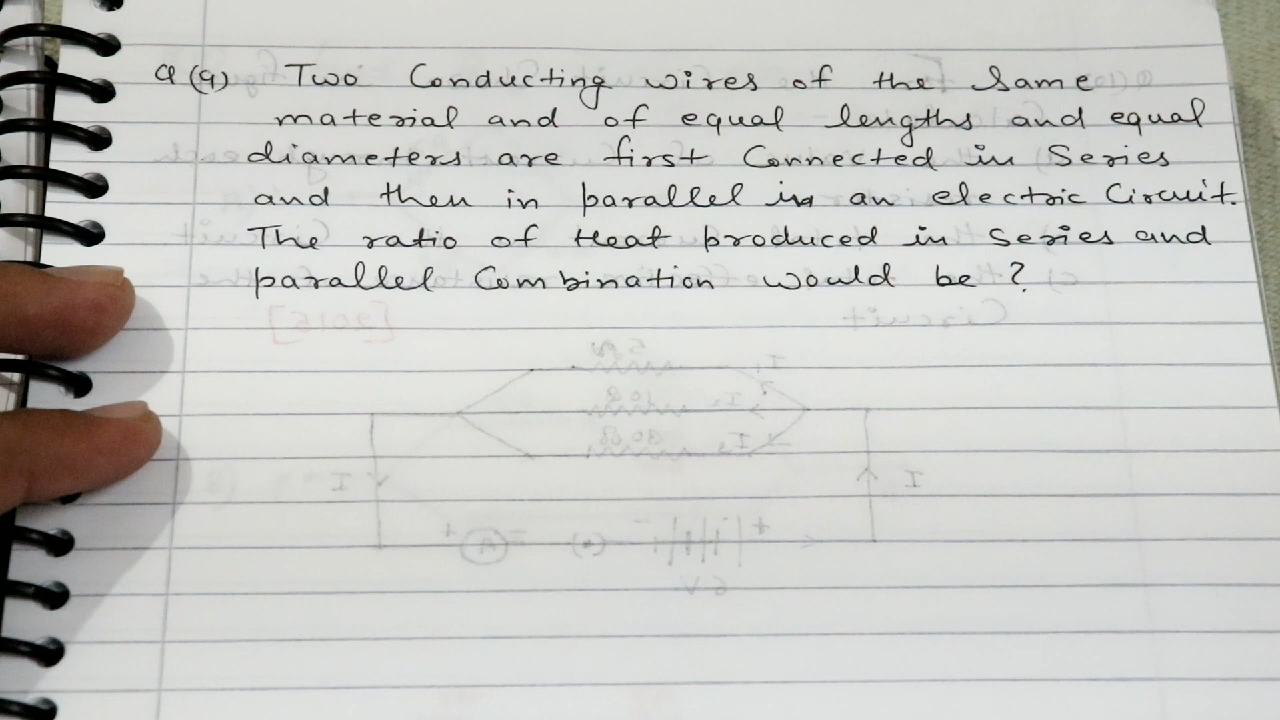 Q (9) Two Conducting wires of the Same
material and of equal lengths and equal
diameters are first Connected in Series
and then in parallel in an electric Circuit.
The ratio of Heat produced in Series and
parallel Combination would be ?